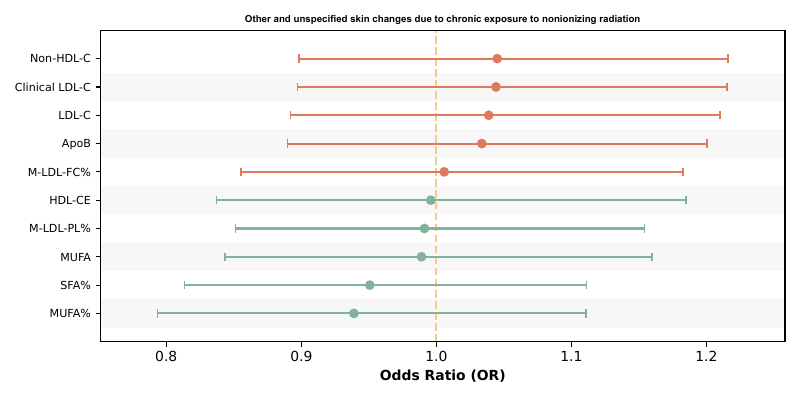 Other and unspecified skin changes due to chronic exposure to nonionizing radiation
Non-HDL-C
Clinical LDL-C
LDL-C
ApoB
M-LDL-FC%
HDL-CE
M-LDL-PL%
MUFA
SFA%
MUFA%
0.8 0.9 1.0 1.1 1.2
Odds Ratio (OR)